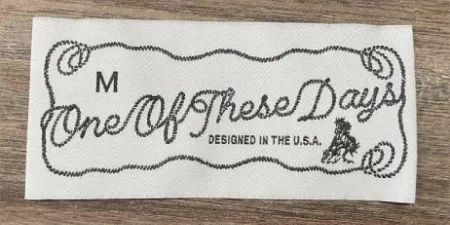 M
One Of These Days
DESIGNED IN THE U.S.A.